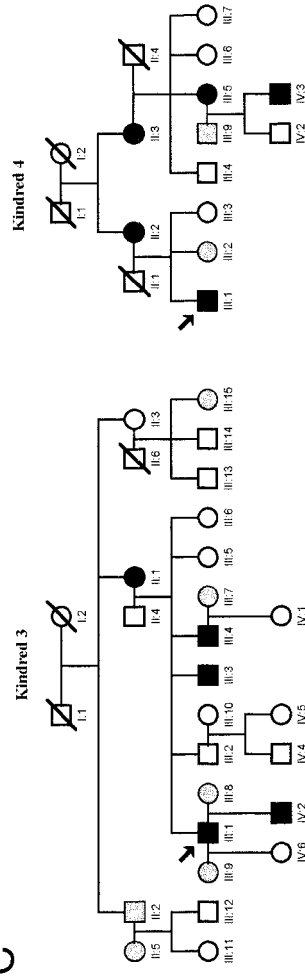 C
Kindred 3
I:1 I:2
II:5 II:2 II:4 II:1 II:6 II:3
III:11 III:12 III:9 III:1 III:8 III:2 III:10 III:3 III:4 III:7 III:5 III:6 III:13 III:14 III:15
IV:6 IV:2 IV:4 IV:5 IV:1
Kindred 4
I:1 I:2
II:1 II:2 II:3 II:4
III:1 III:2 III:3 III:4 III:9 III:5 III:6 III:7
IV:2 IV:3